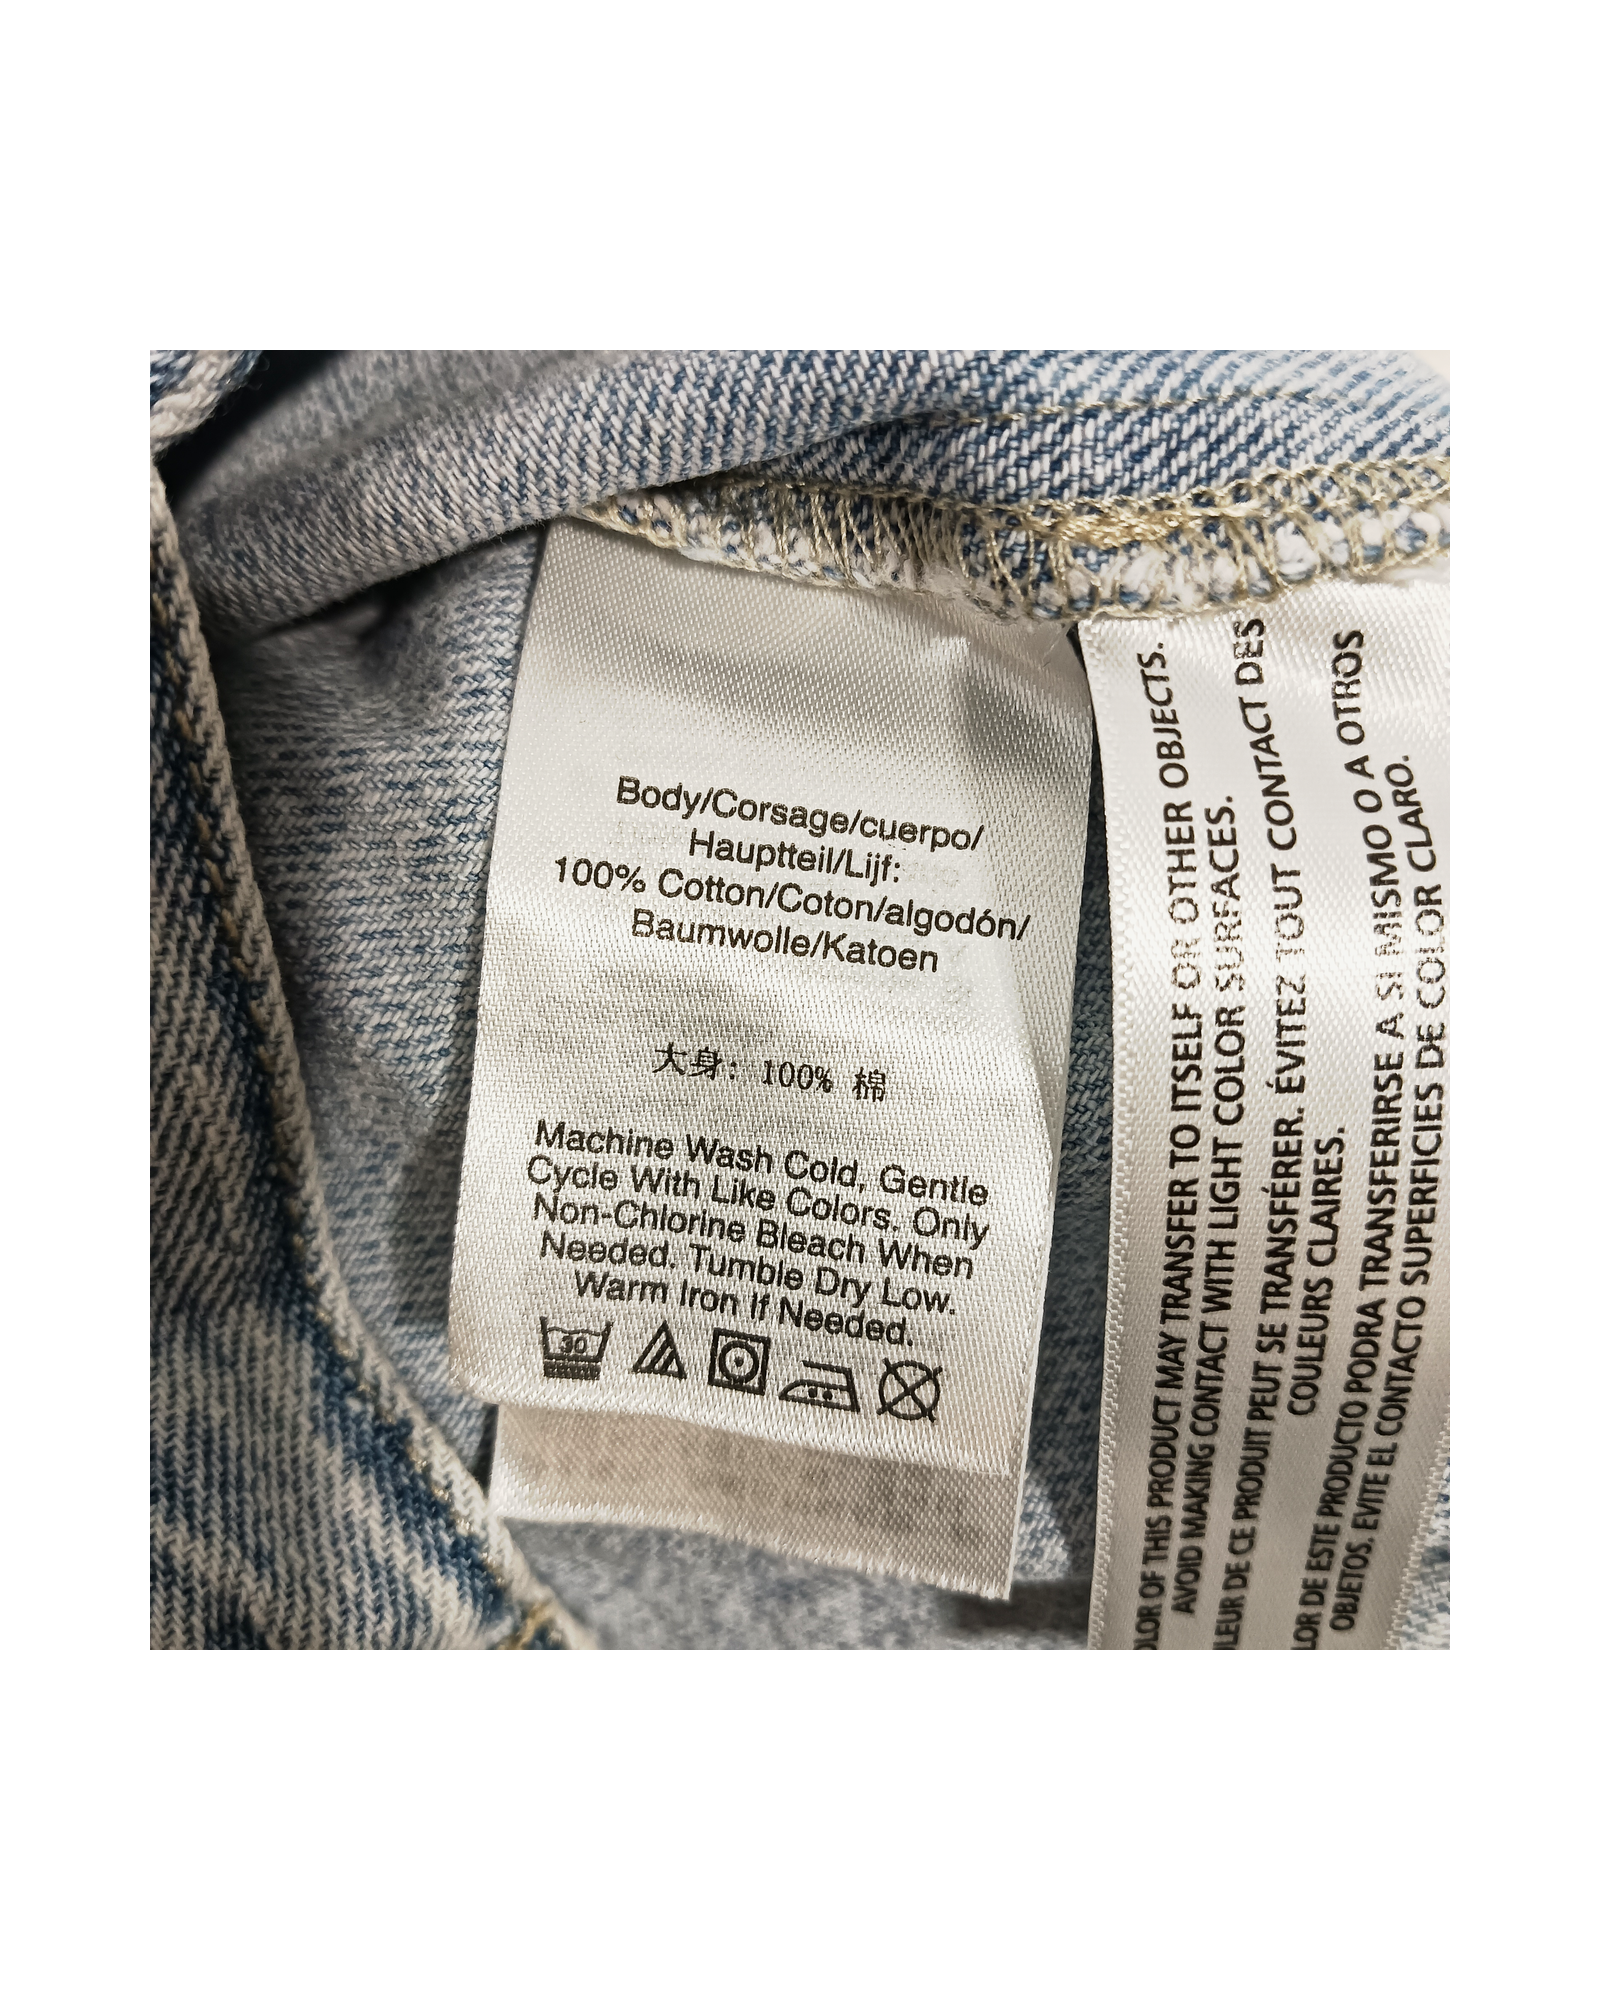 Body/Corsage/cuerpo/
Hauptteil/Lijf:
100% Cotton/Coton/algodón/
Baumwolle/Katoen
大身: 100% 棉
Machine Wash Cold, Gentle
Cycle With Like Colors. Only
Non-Chlorine Bleach When
Needed. Tumble Dry Low.
Warm Iron If Needed.
30
OLOR OF THIS PRODUCT MAY TRANSFER TO ITSELF OR OTHER OBJECTS.
AVOID MAKING CONTACT WITH LIGHT COLOR SURFACES.
ULEUR DE CE PRODUIT PEUT SE TRANSFÉRER. ÉVITEZ TOUT CONTACT DES
COULEURS CLAIRES.
LOR DE ESTE PRODUCTO PODRA TRANSFERIRSE A SI MISMO O A OTROS
OBJETOS, EVITE EL CONTACTO SUPERFICIES DE COLOR CLARO.